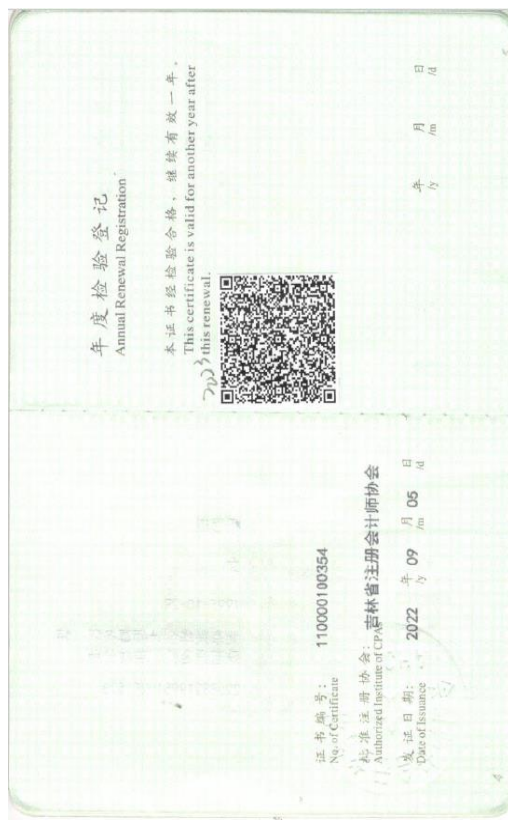 年度检验登记
Annual Renewal Registration
本证书经检验合格，继续有效一年。
This certificate is valid for another year after
this renewal.
2023
年 月 日
/y /m /d
证书编号：
No. of Certificate
110000100354
批准注册协会：
Authorized Institute of CPAs
吉林省注册会计师协会
发证日期：
Date of Issuance
2022 年 09 月 05 日
/y /m /d
4